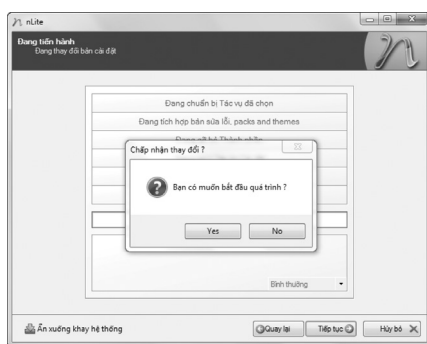 nLite
Đang tiến hành
Đang thay đổi bản cài đặt
Đang chuẩn bị Tác vụ đã chọn
Đang tích hợp bản sửa lỗi, packs and themes
Chấp nhận thay đổi ?
Bạn có muốn bắt đầu quá trình ?
Yes No
Bình thường
Ẩn xuống khay hệ thống
Quay lại Tiếp tục Hủy bỏ